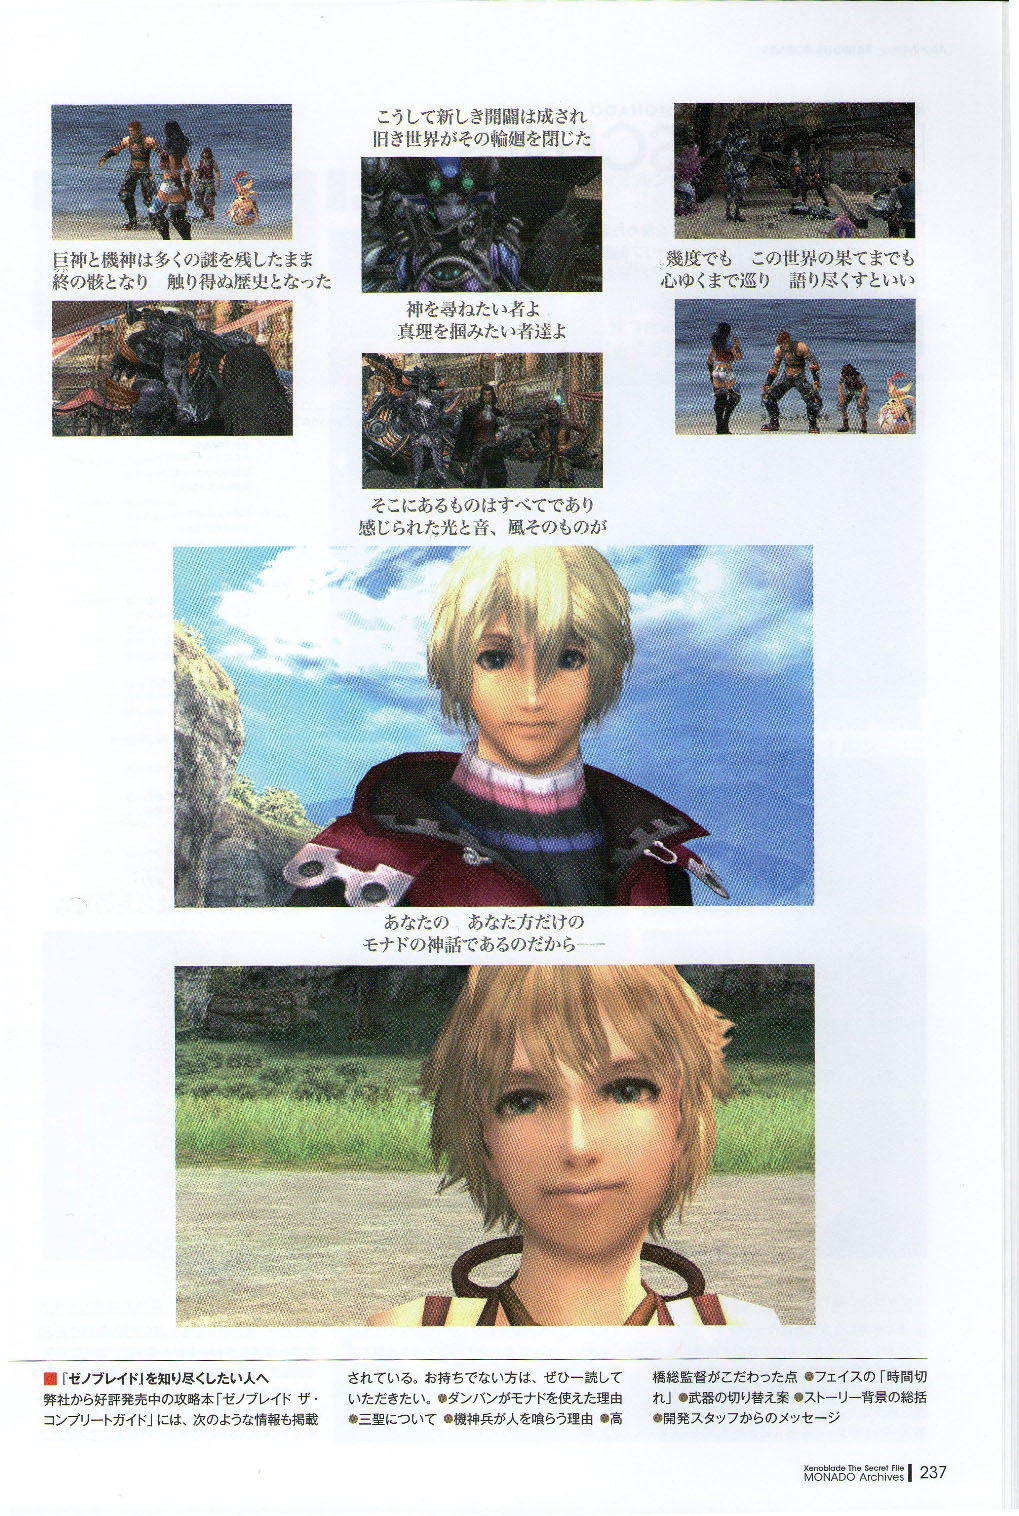 巨神と機神は多くの謎を残したまま
終の骸となり　触り得ぬ歴史となった
こうして新しき開闢は成され
旧き世界がその輪廻を閉じた
神を尋ねたい者よ
真理を掴みたい者達よ
そこにあるものはすべてであり
感じられた光と音、風そのものが
幾度でも　この世界の果てまでも
心ゆくまで巡り　語り尽くすといい
あなたの　あなた方だけの
モナドの神話であるのだから──
■『ゼノブレイド』を知り尽くしたい人へ
弊社から好評発売中の攻略本「ゼノブレイド ザ・
コンプリートガイド」には、次のような情報も掲載
されている。お持ちでない方は、ぜひ一読して
いただきたい。●ダンバンがモナドを使えた理由
●三聖について ●機神兵が人を喰らう理由 ●高
橋総監督がこだわった点 ●フェイスの「時間切
れ」●武器の切り替え案 ●ストーリー背景の総括
●開発スタッフからのメッセージ
Xenoblade The Secret File
MONADO Archives
237